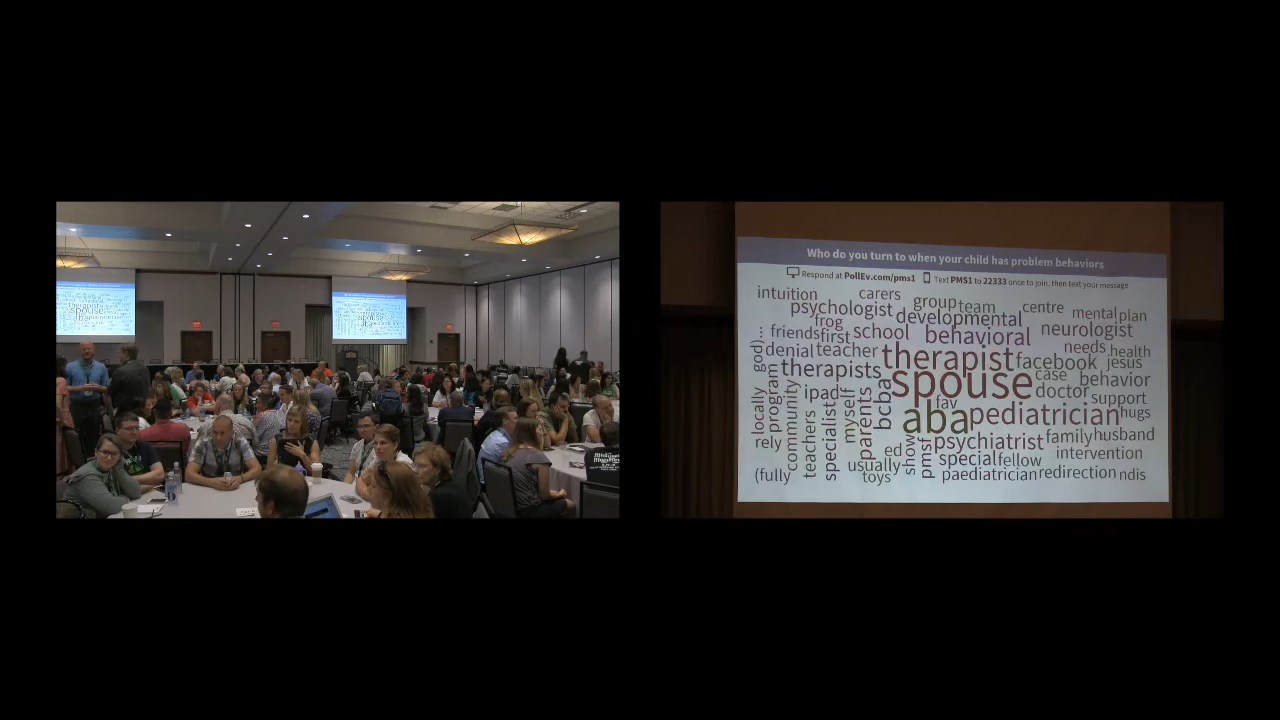 Who do you turn to when your child has problem behaviors
Respond at PollEv.com/pms1 Text PMS1 to 22333 once to join, then text your message
intuition carers group team centre mental plan
psychologist developmental neurologist
frog
friends first school behavioral needs health
denial teacher therapist facebook jesus
god)...
therapists spouse case behavior
program ipad doctor support
locally community myself bcba fav hugs
aba pediatrician
rely teachers specialist parents psychiatrist family husband
ed show pmsf special fellow intervention
usually
(fully toys paediatrician redirection ndis